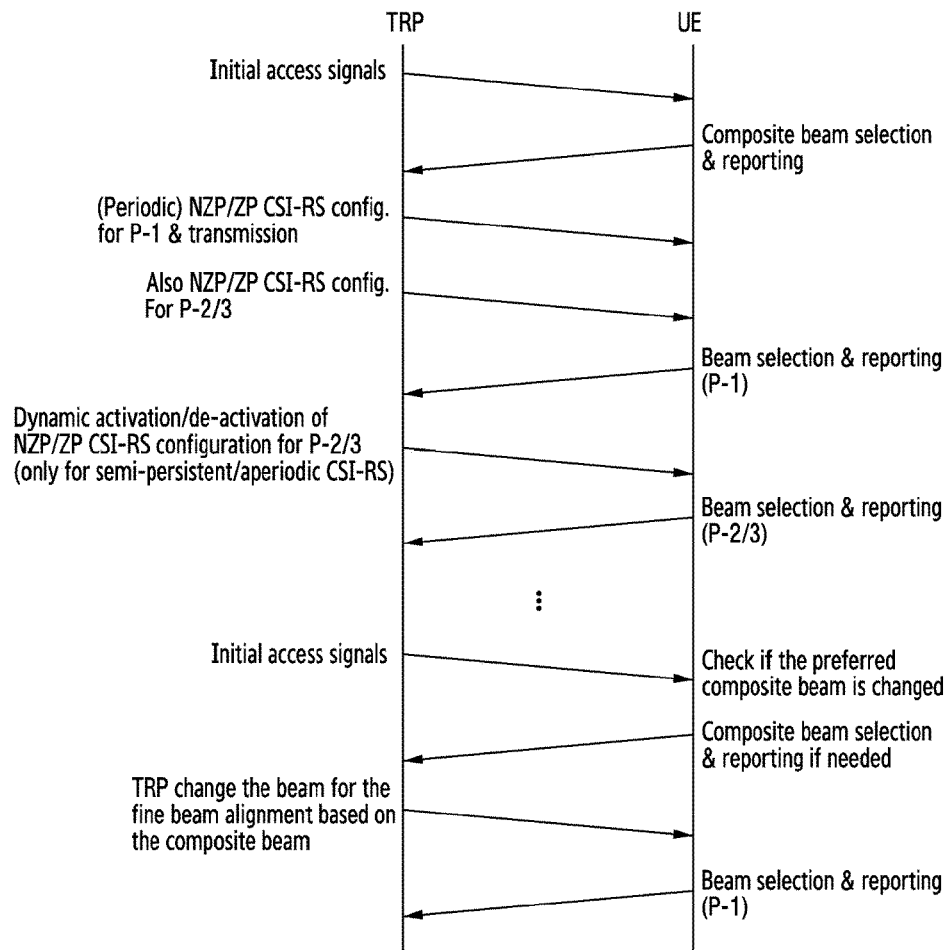 TRP
UE
Initial access signals
Composite beam selection
& reporting
(Periodic) NZP/ZP CSI-RS config.
for P-1 & transmission
Also NZP/ZP CSI-RS config.
For P-2/3
Beam selection & reporting
(P-1)
Dynamic activation/de-activation of
NZP/ZP CSI-RS configuration for P-2/3
(only for semi-persistent/aperiodic CSI-RS)
Beam selection & reporting
(P-2/3)
Initial access signals
Check if the preferred
composite beam is changed
Composite beam selection
& reporting if needed
TRP change the beam for the
fine beam alignment based on
the composite beam
Beam selection & reporting
(P-1)